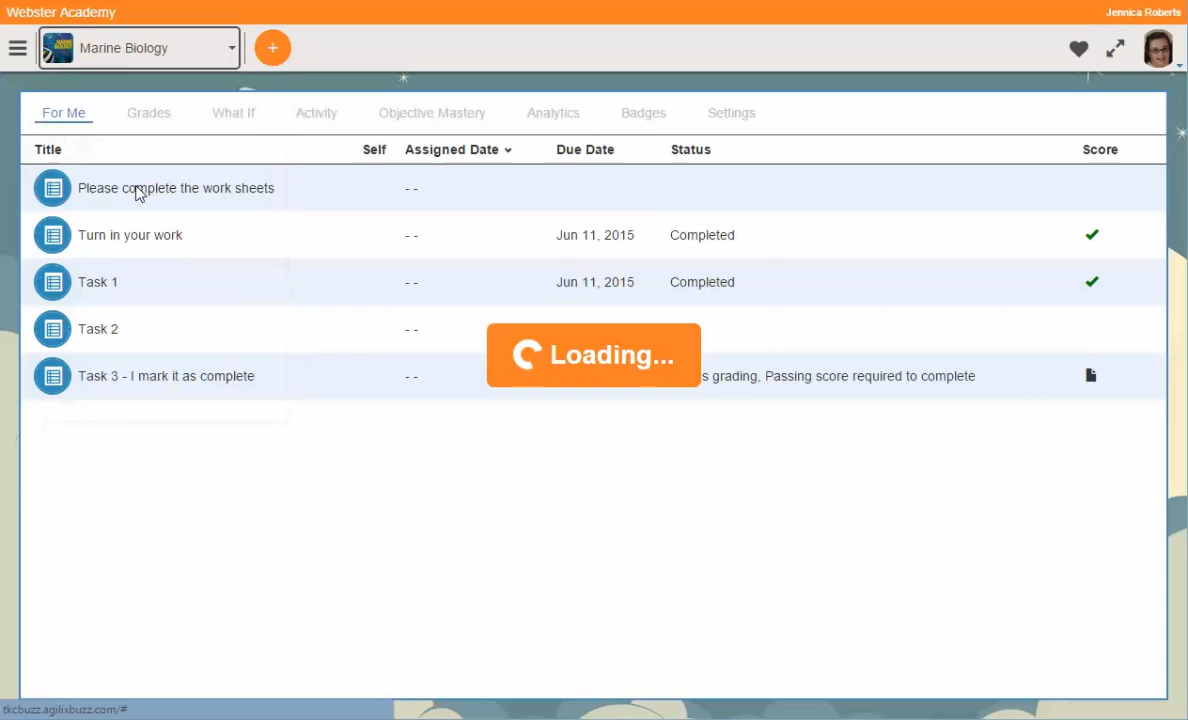 Webster Academy
Jennica Roberts
Marine Biology
For Me Grades What If Activity Objective Mastery Analytics Badges Settings
Title Self Assigned Date Due Date Status Score
Please complete the work sheets - -
Turn in your work - - Jun 11, 2015 Completed
Task 1 - - Jun 11, 2015 Completed
Task 2 - -
Loading...
Task 3 - I mark it as complete - - grading, Passing score required to complete
tkcbuzz.agilixbuzz.com/#